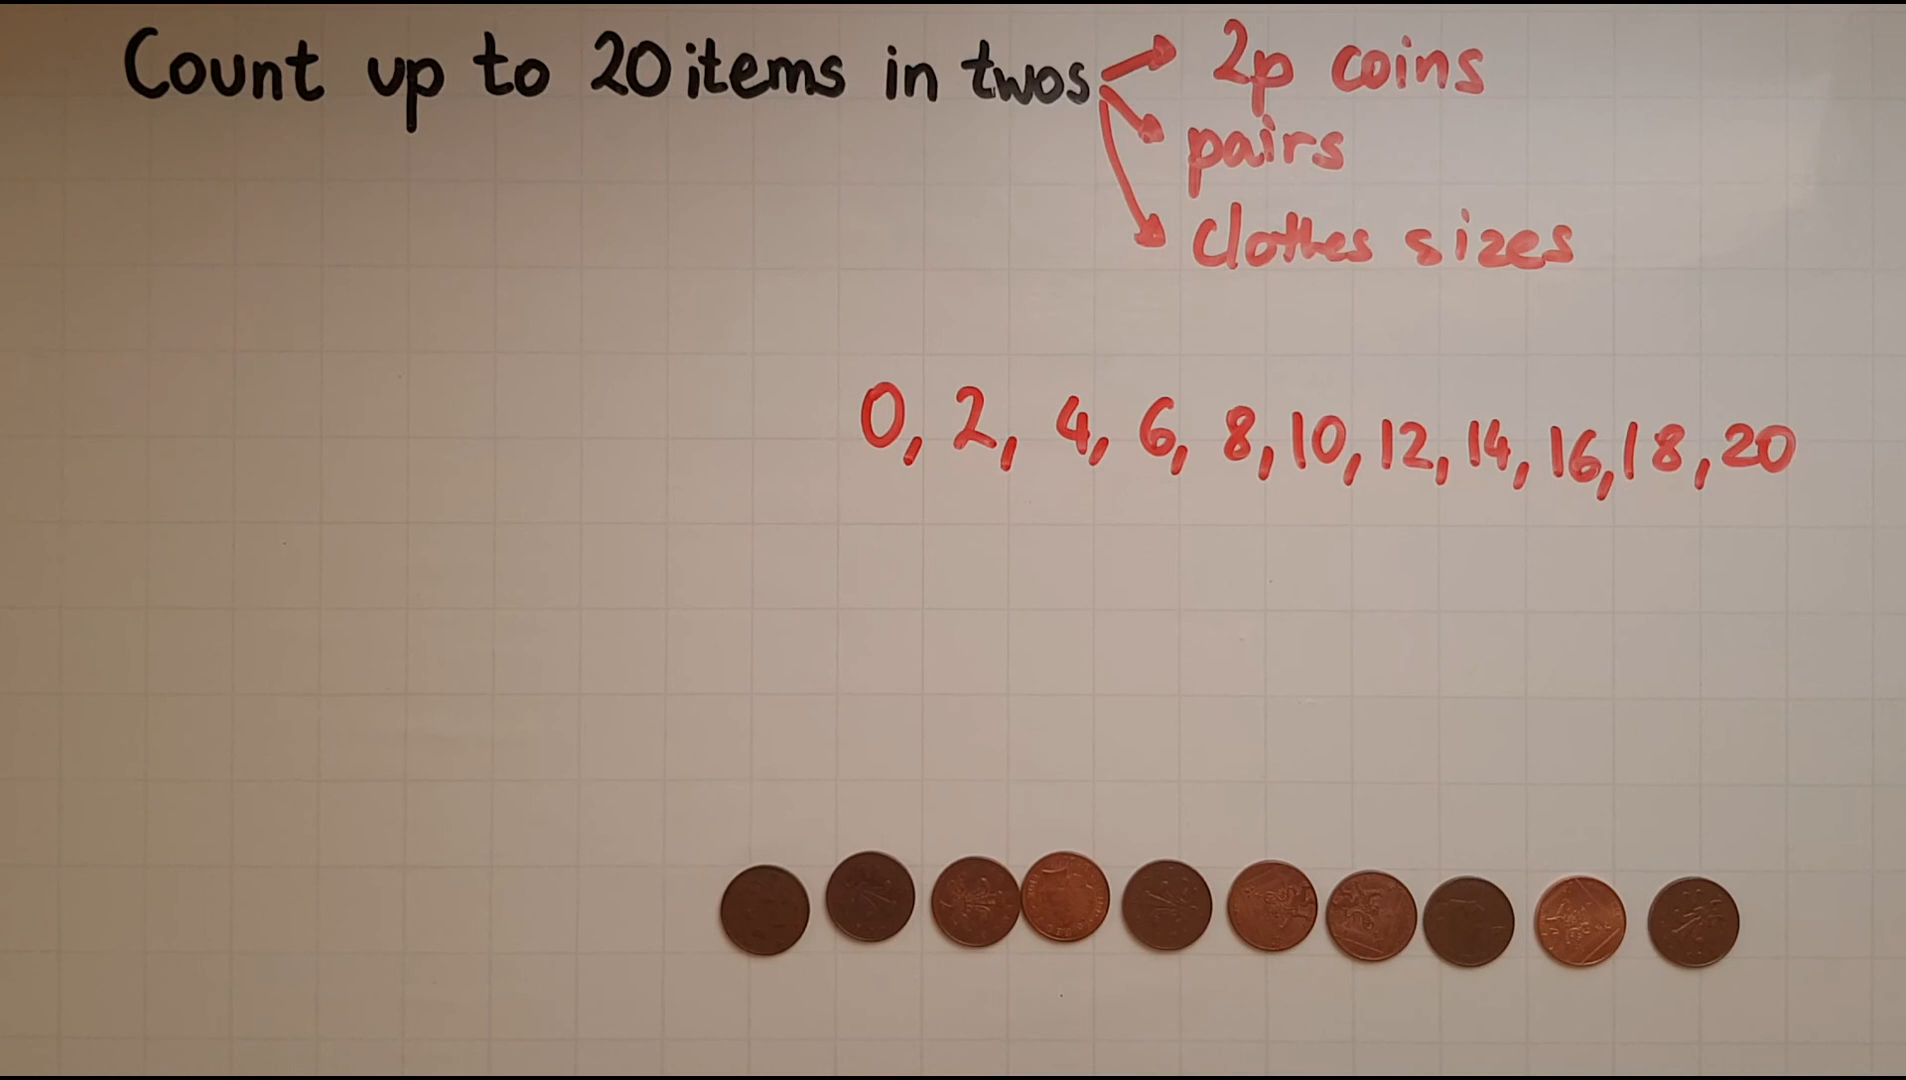 Count up to 20 items in twos
2p coins
pairs
clothes sizes
0, 2, 4, 6, 8, 10, 12, 14, 16, 18, 20